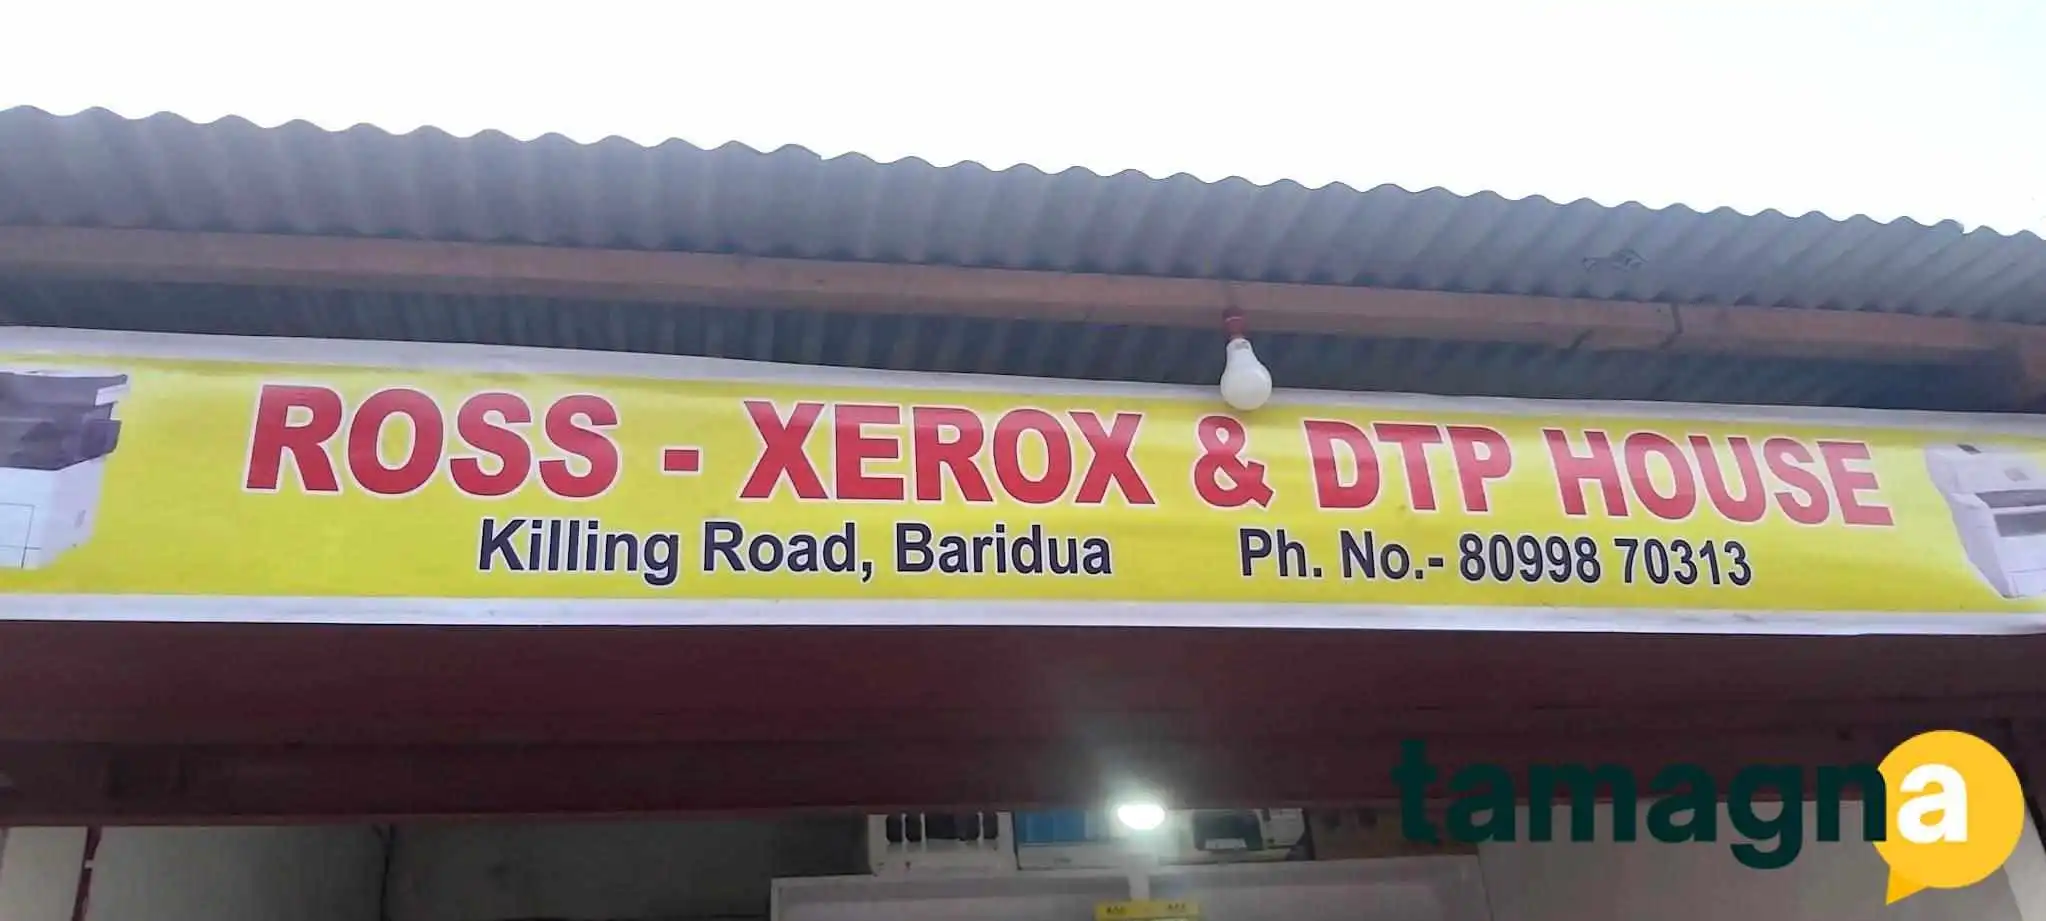 ROSS - XEROX & DTP HOUSE
Killing Road, Baridua Ph. No.- 80998 70313
tamagna